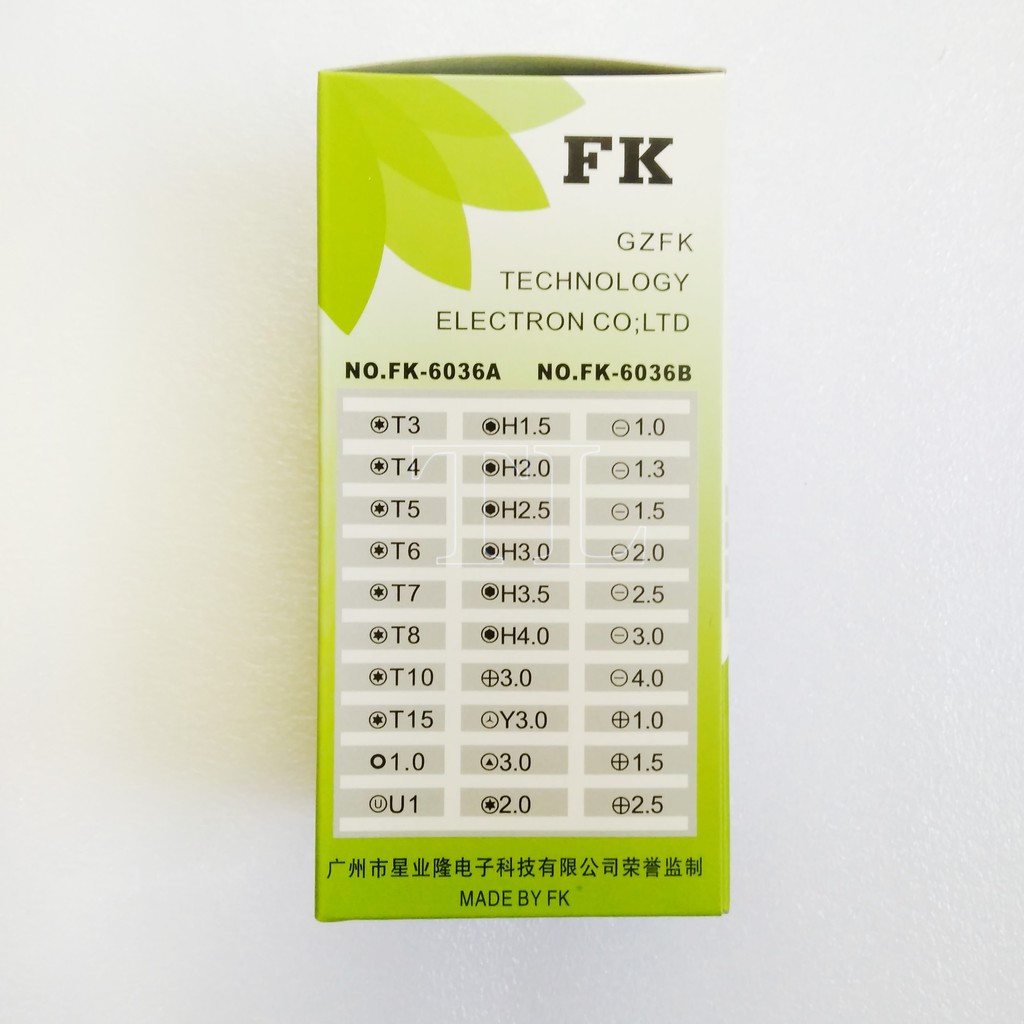 FK
GZFK
TECHNOLOGY
ELECTRON CO;LTD
NO.FK-6036A NO.FK-6036B
T3 H1.5 1.0
T4 H2.0 1.3
T5 H2.5 1.5
T6 H3.0 2.0
T7 H3.5 2.5
T8 H4.0 3.0
T10 3.0 4.0
T15 Y3.0 1.0
1.0 3.0 1.5
U U1 2.0 2.5
TL
广州市星业隆电子科技有限公司荣誉监制
MADE BY FK